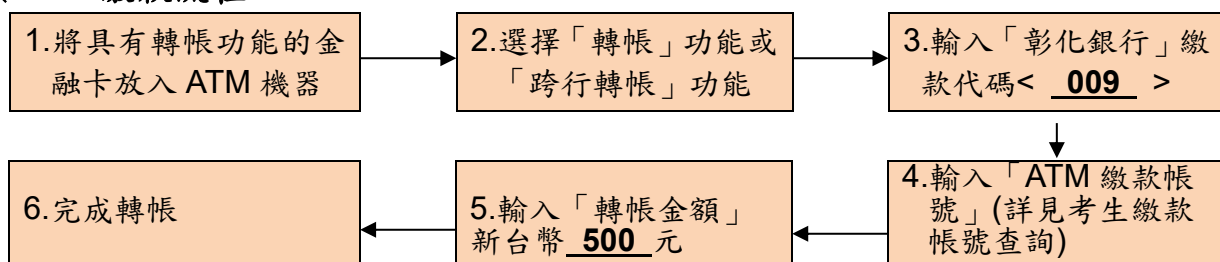 1.將具有轉帳功能的金
融卡放入 ATM 機器
2.選擇「轉帳」功能或
「跨行轉帳」功能
3.輸入「彰化銀行」繳
款代碼< 009 >
4.輸入「ATM 繳款帳
號」(詳見考生繳款
帳號查詢)
5.輸入「轉帳金額」
新台幣 500 元
6.完成轉帳